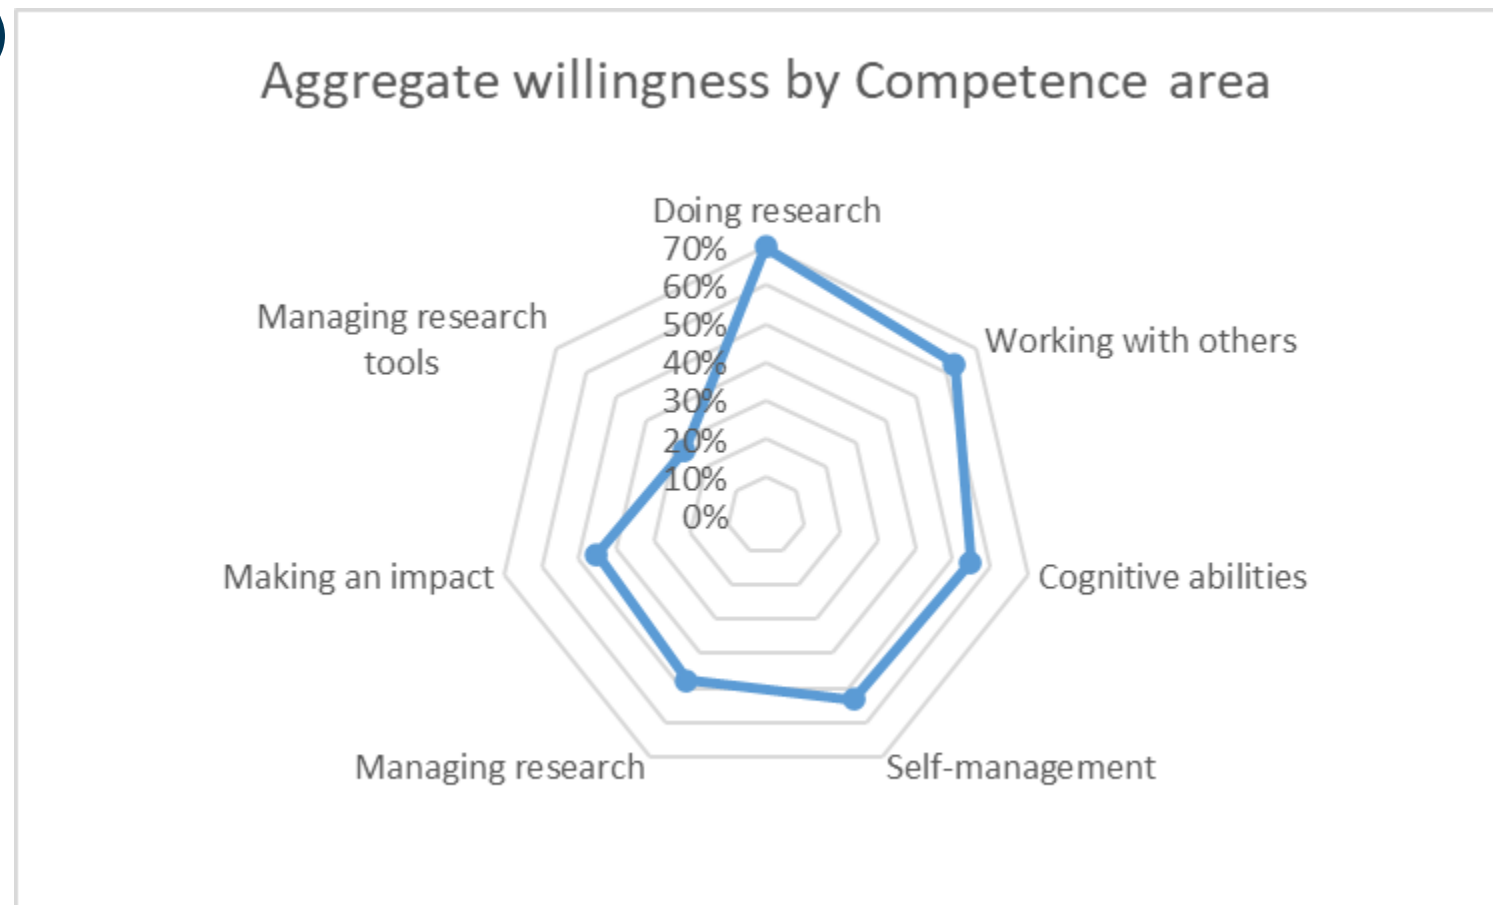 Aggregate willingness by Competence area
Doing research
70%
60%
50%
40%
30%
20%
10%
0%
Working with others
Cognitive abilities
Self-management
Managing research
Making an impact
Managing research
tools